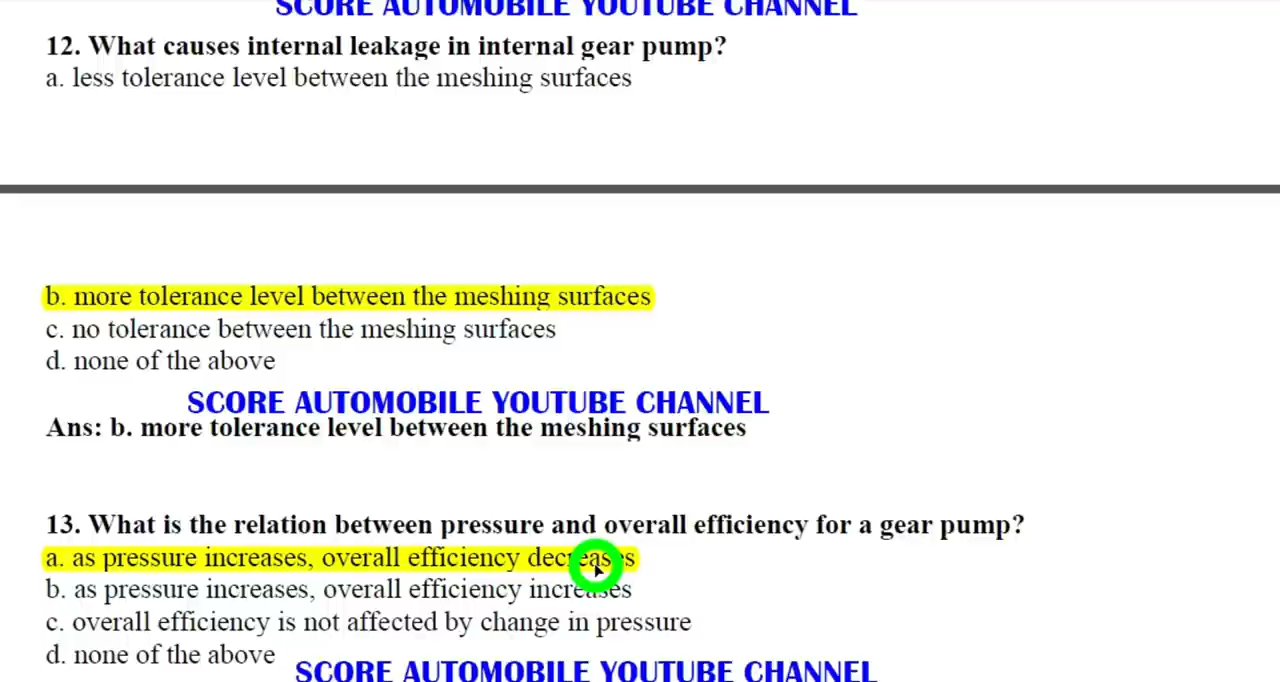 SCORE AUTOMOBILE YOUTUBE CHANNEL
12. What causes internal leakage in internal gear pump?
a. less tolerance level between the meshing surfaces
b. more tolerance level between the meshing surfaces
c. no tolerance between the meshing surfaces
d. none of the above
SCORE AUTOMOBILE YOUTUBE CHANNEL
Ans: b. more tolerance level between the meshing surfaces
13. What is the relation between pressure and overall efficiency for a gear pump?
a. as pressure increases, overall efficiency decreases
b. as pressure increases, overall efficiency increases
c. overall efficiency is not affected by change in pressure
d. none of the above
SCORE AUTOMOBILE YOUTUBE CHANNEL